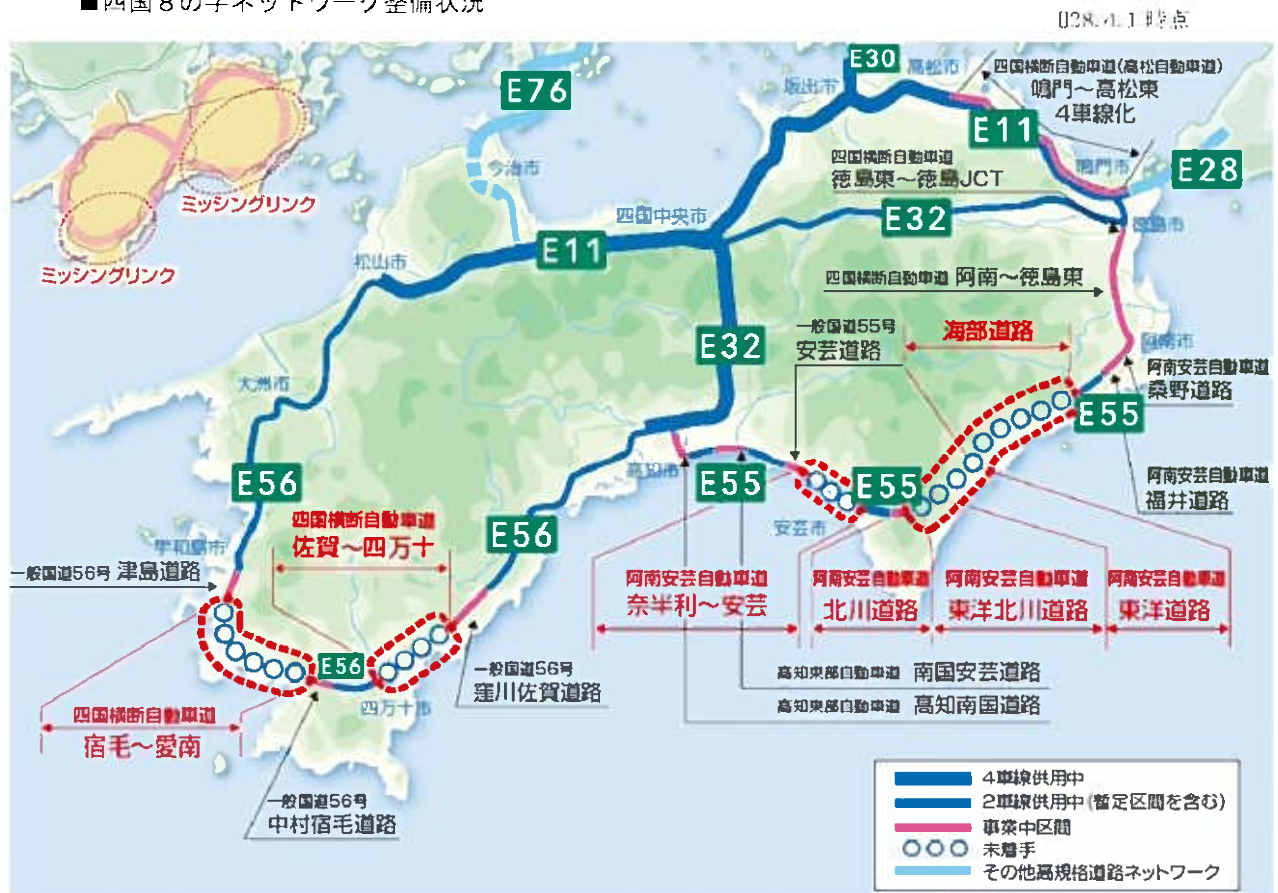 ■四国8の字ネットワーク整備状況
H28.4.1時点
E30
高松市
四国横断自動車道(高松自動車道)
鳴門～高松東
4車線化
坂出市
E76
E11
鳴門市
E28
今治市
四国横断自動車道
徳島東～徳島JCT
ミッシングリンク
四国中央市
E32
徳島市
E11
松山市
ミッシングリンク
四国横断自動車道 阿南～徳島東
一般国道55号
安芸道路
海部道路
E32
阿南市
阿南安芸自動車道
桑野道路
大洲市
E55
高知市
E56
E55
E55
阿南安芸自動車道
福井道路
四国横断自動車道
佐賀～四万十
E56
安芸市
宇和島市
一般国道56号 津島道路
阿南安芸自動車道
奈半利～安芸
阿南安芸自動車道
北川道路
阿南安芸自動車道
東洋北川道路
阿南安芸自動車道
東洋道路
E56
一般国道56号
窪川佐賀道路
高知東部自動車道 南国安芸道路
高知東部自動車道 高知南国道路
四万十市
四国横断自動車道
宿毛～愛南
一般国道56号
中村宿毛道路
4車線供用中
2車線供用中(暫定区間を含む)
事業中区間
未着手
その他高規格道路ネットワーク